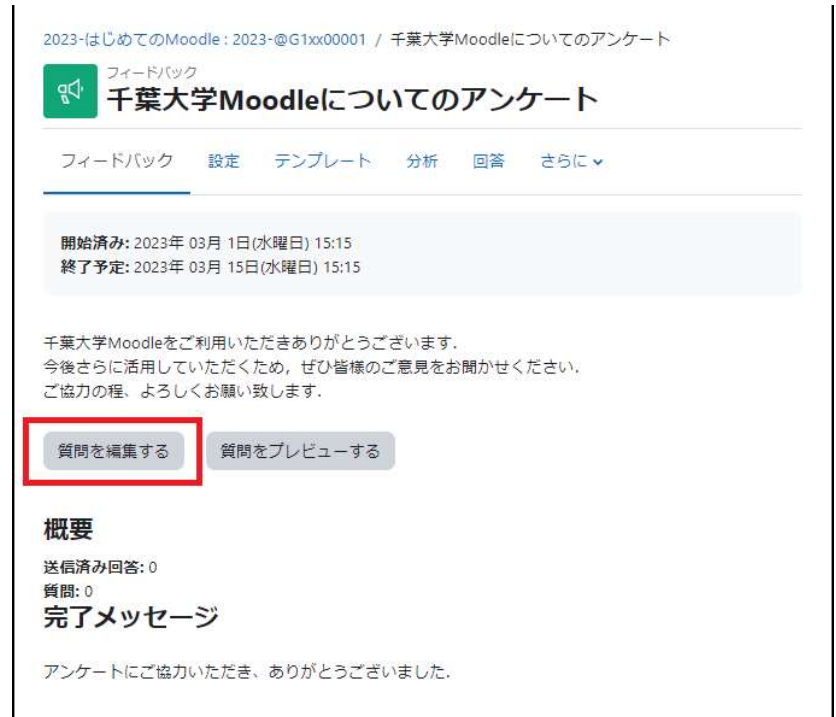 2023-はじめてのMoodle : 2023-@G1xx00001 / 千葉大学Moodleについてのアンケート
フィードバック
千葉大学Moodleについてのアンケート
フィードバック 設定 テンプレート 分析 回答 さらに
開始済み: 2023年 03月 1日(水曜日) 15:15
終了予定: 2023年 03月 15日(水曜日) 15:15
千葉大学Moodleをご利用いただきありがとうございます.
今後さらに活用していただくため，ぜひ皆様のご意見をお聞かせください.
ご協力の程、よろしくお願い致します.
質問を編集する 質問をプレビューする
概要
送信済み回答: 0
質問: 0
完了メッセージ
アンケートにご協力いただき、ありがとうございました.